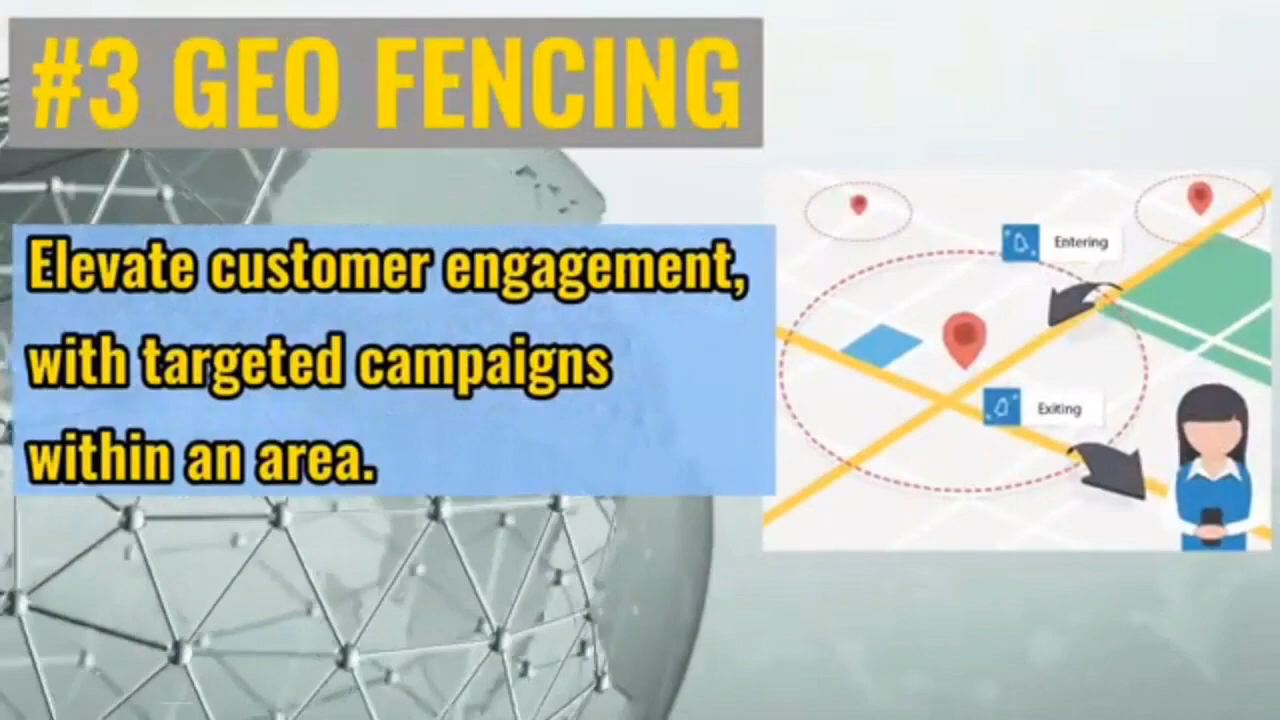 #3 GEO FENCING
Elevate customer engagement,
with targeted campaigns
within an area.
Entering
Exiting